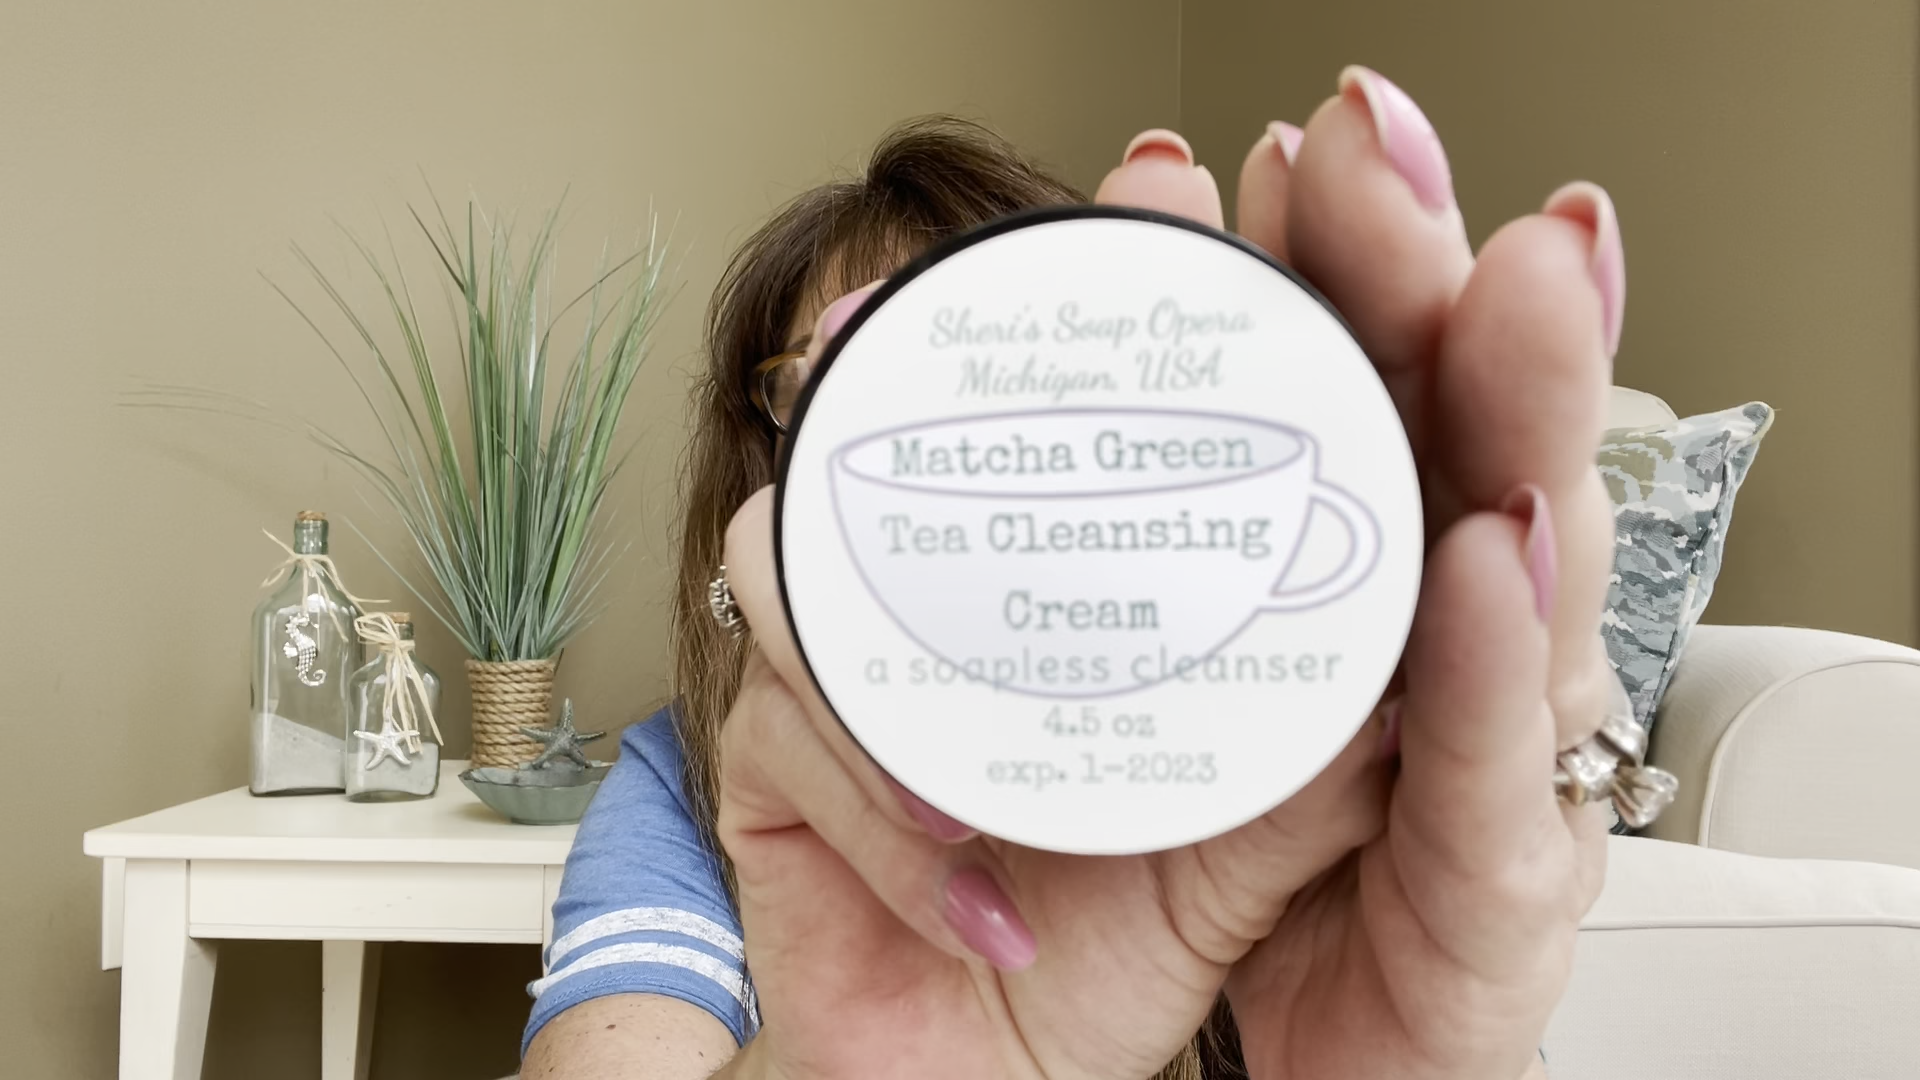 Sheri's Soap Opera
Michigan, USA
Matcha Green
Tea Cleansing
Cream
a soapless cleanser
4.5 oz
exp. 1-2023